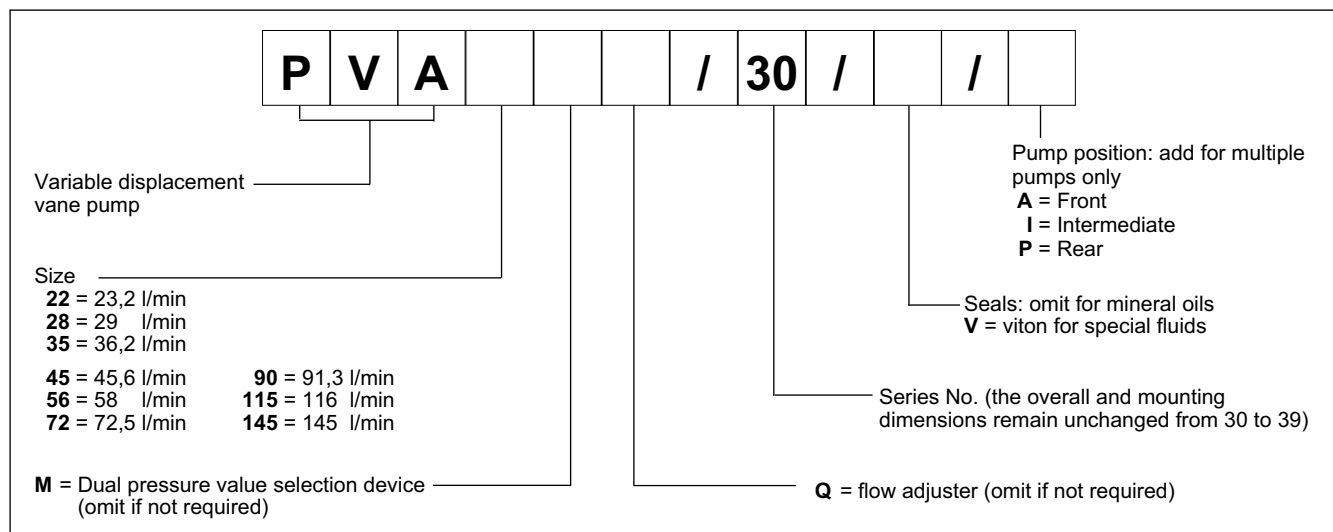 P V A / 30 / /
Variable displacement
vane pump
Size
22 = 23,2 l/min
28 = 29 l/min
35 = 36,2 l/min
45 = 45,6 l/min
56 = 58 l/min
72 = 72,5 l/min
90 = 91,3 l/min
115 = 116 l/min
145 = 145 l/min
M = Dual pressure value selection device
(omit if not required)
Q = flow adjuster (omit if not required)
Series No. (the overall and mounting
dimensions remain unchanged from 30 to 39)
Seals: omit for mineral oils
V = viton for special fluids
Pump position: add for multiple
pumps only
A = Front
I = Intermediate
P = Rear